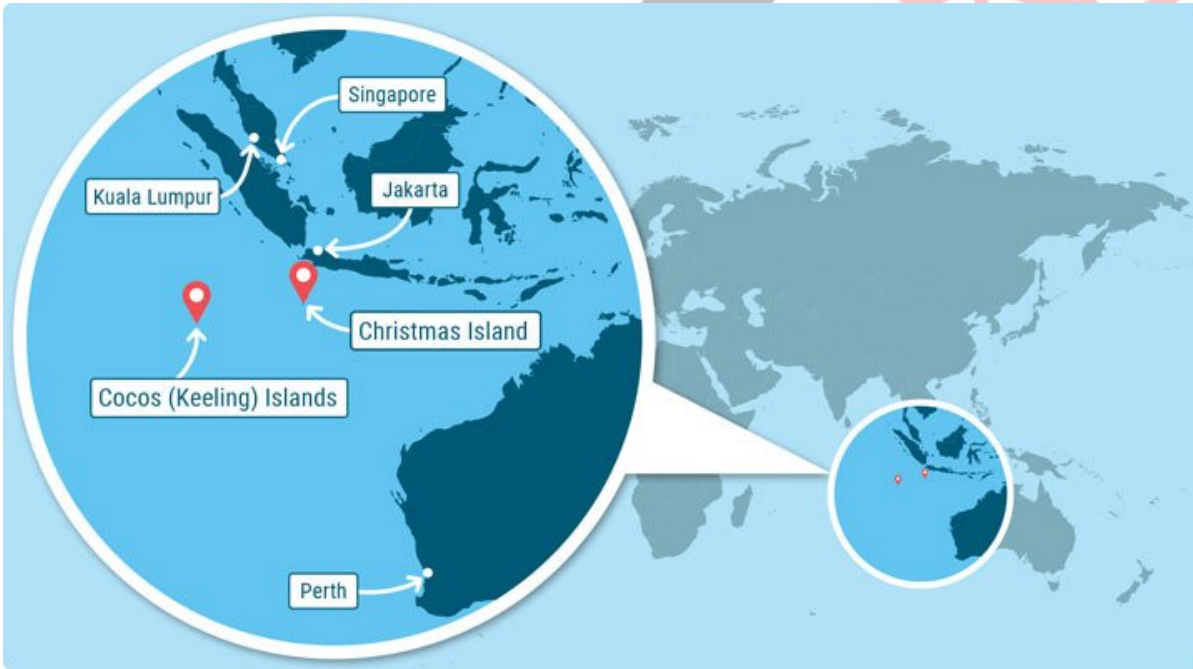 Singapore
Kuala Lumpur
Jakarta
Christmas Island
Cocos (Keeling) Islands
Perth